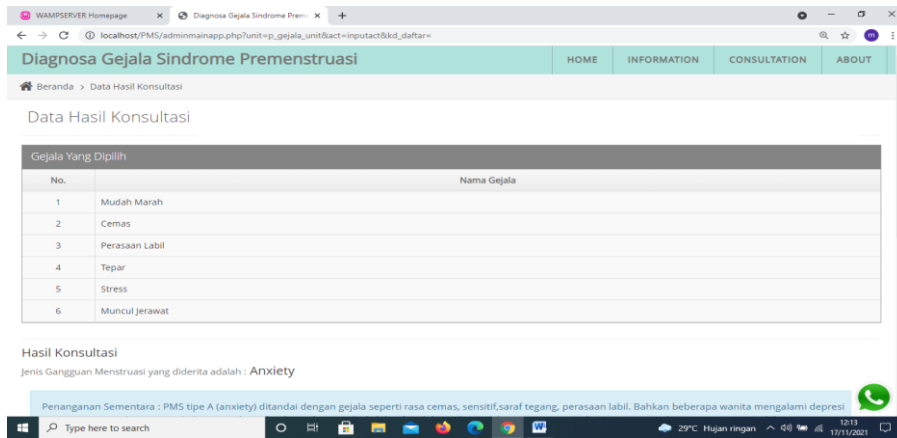 WAMPSERVER Homepage
Diagnosa Gejala Sindrome Prem
localhost/PMS/adminmainapp.php?unit=p_gejala_unit&act=inputact&kd_daftar=
m
Diagnosa Gejala Sindrome Premenstruasi
HOME INFORMATION CONSULTATION ABOUT
Beranda > Data Hasil Konsultasi
Data Hasil Konsultasi
Gejala Yang Dipilih
No. Nama Gejala
1 Mudah Marah
2 Cemas
3 Perasaan Labil
4 Tepar
5 Stress
6 Muncul Jerawat
Hasil Konsultasi
Jenis Gangguan Menstruasi yang diderita adalah : Anxiety
Penanganan Sementara : PMS tipe A (anxiety) ditandai dengan gejala seperti rasa cemas, sensitif,saraf tegang, perasaan labil. Bahkan beberapa wanita mengalami depresi
Type here to search
29°C Hujan ringan
12:13
17/11/2021